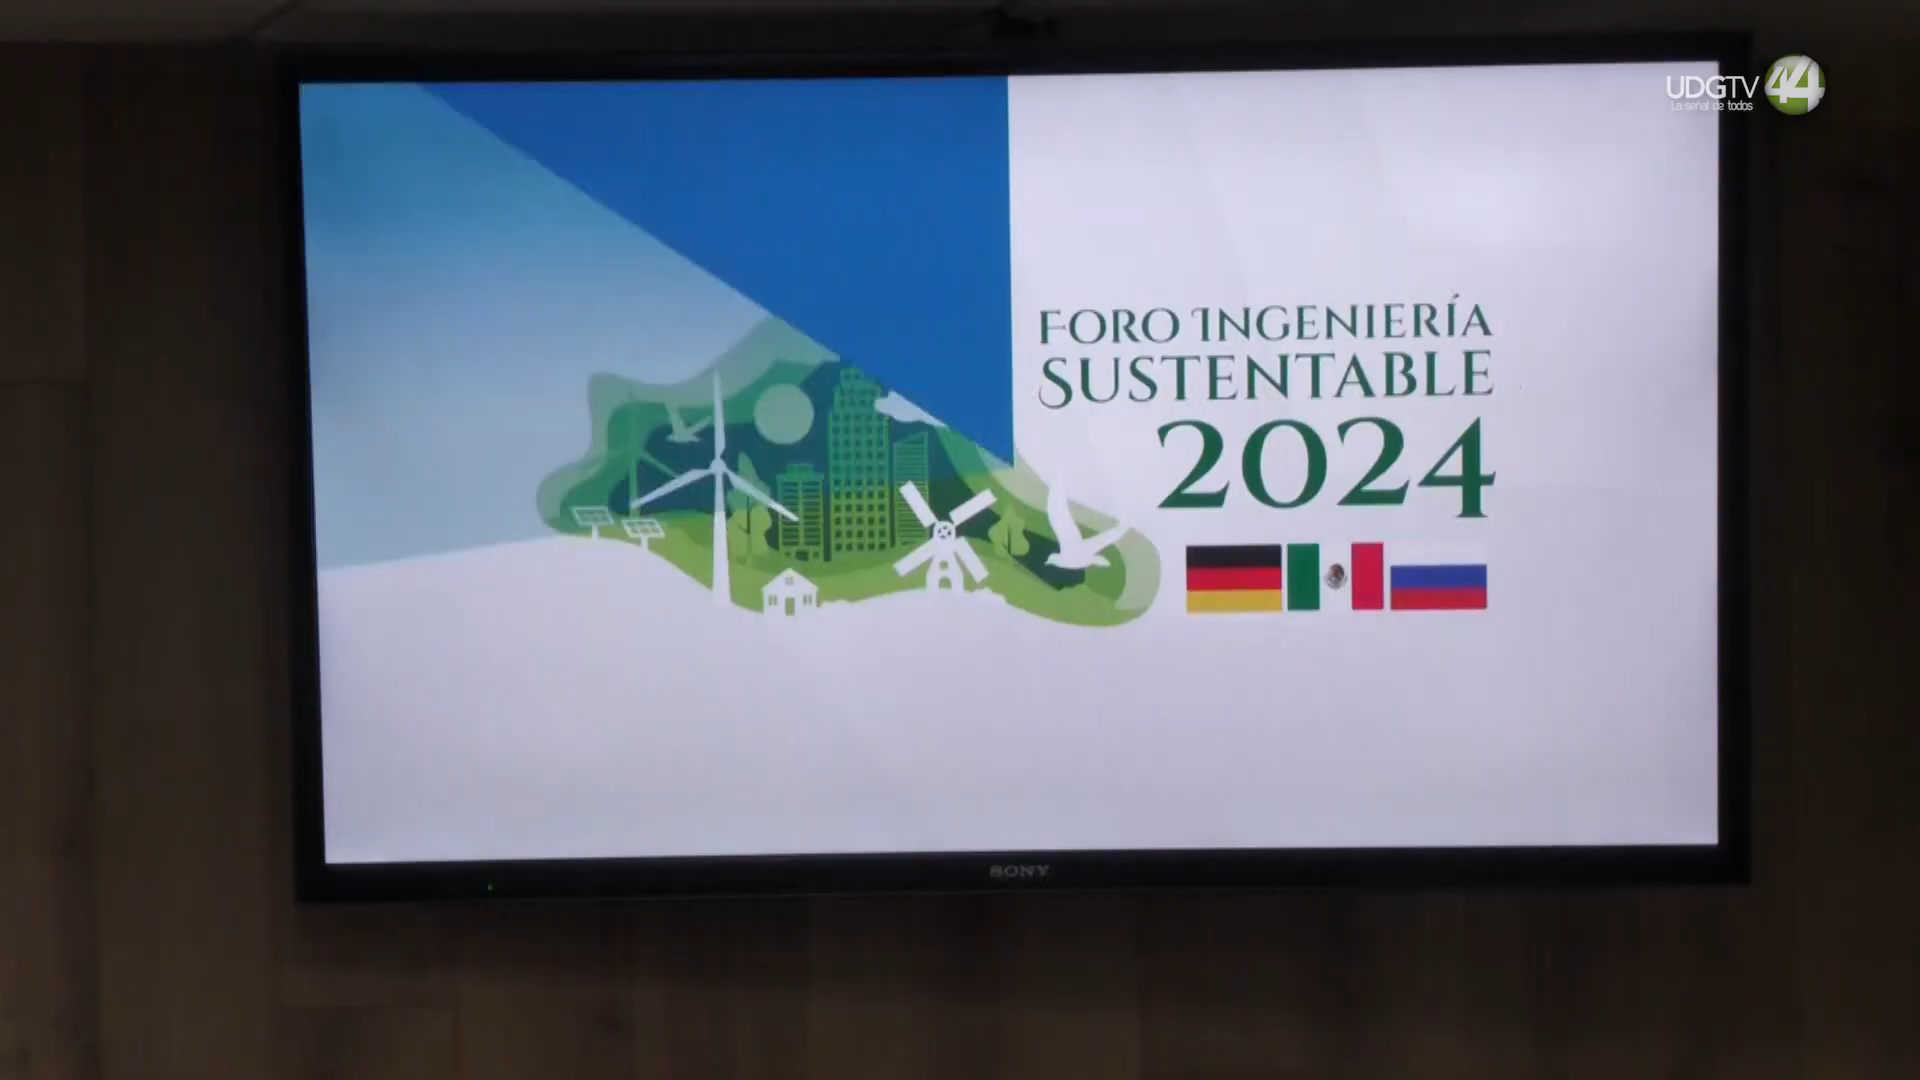 UDGTV 44
La señal de todos
FORO INGENIERÍA
SUSTENTABLE
2024
SONY